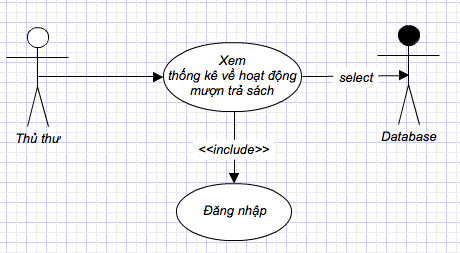 Xem
thống kê về hoạt động
mượn trả sách
select
Thủ thư
Database
<<include>>
Đăng nhập